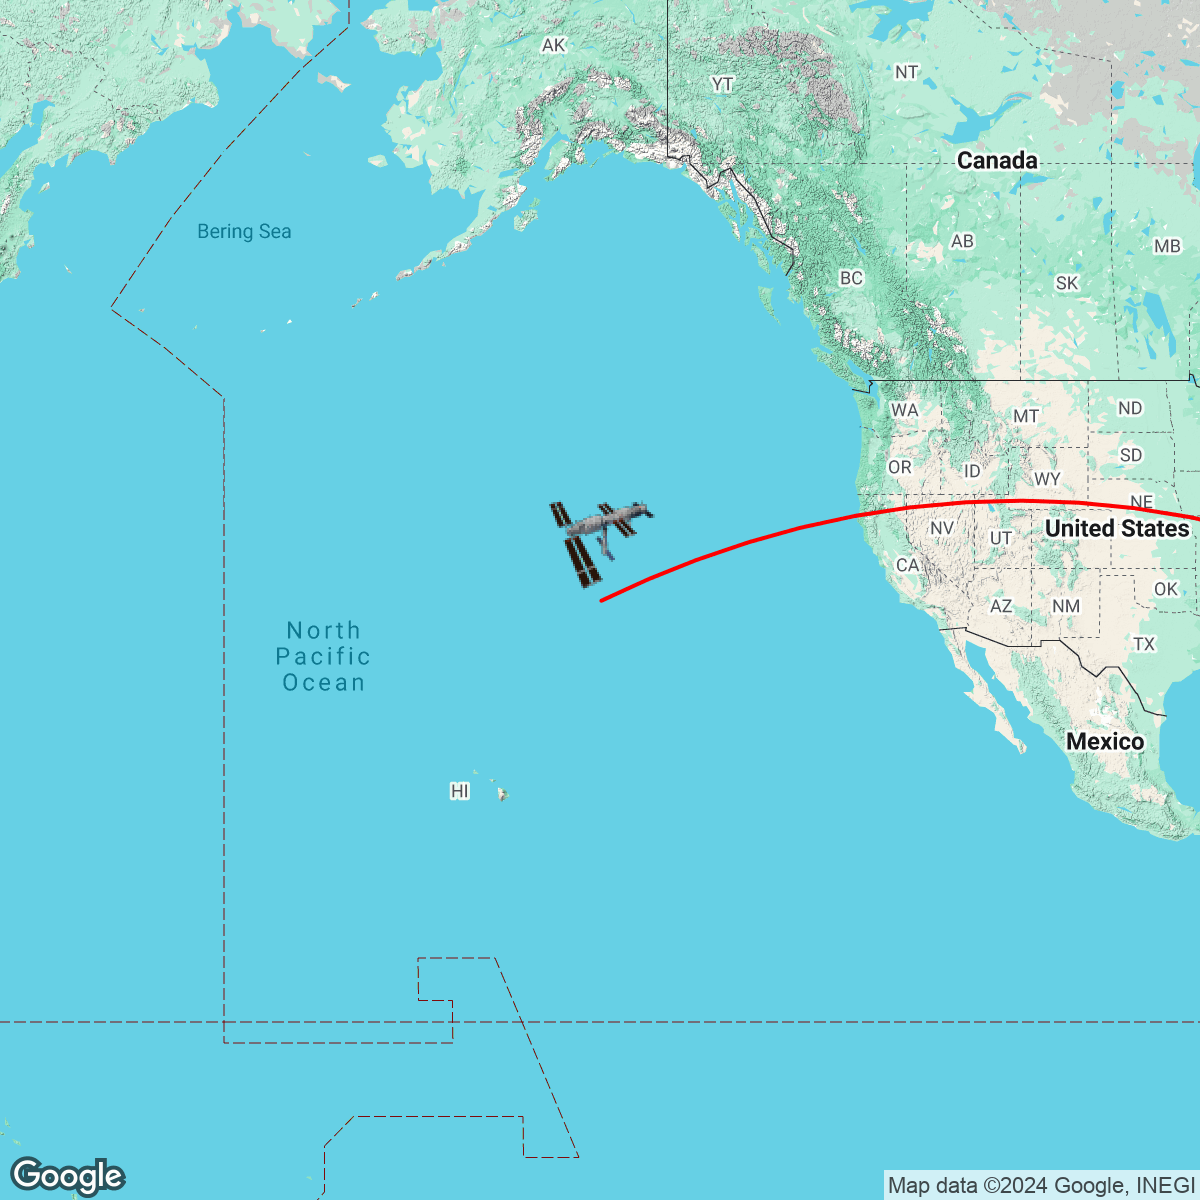 AK
YT
NT
Canada
Bering Sea
AB
MB
BC
SK
WA
MT
ND
OR
ID
SD
WY
NE
NV
UT
United States
CA
AZ
NM
OK
TX
North
Pacific
Ocean
Mexico
HI
Google
Map data ©2024 Google, INEGI